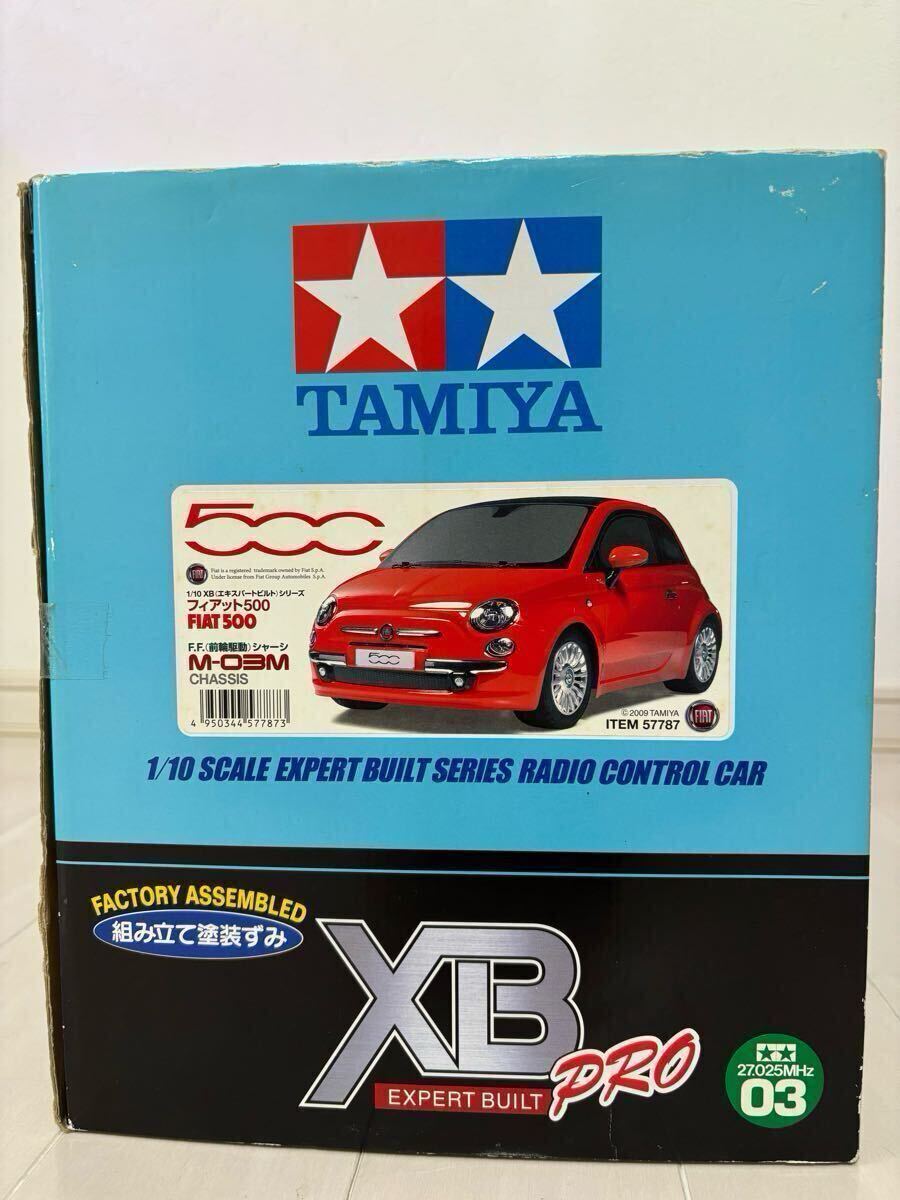 TAMIYA
500
FIAT
Fiat is a registered trademark owned by Fiat S.p.A.
Under license from Fiat Group Automobiles S.p.A.
1/10 XB(エキスパートビルト)シリーズ
フィアット500
FIAT 500
F.F.(前輪駆動)シャーシ
M-03M
CHASSIS
4 950344 577873
500
© 2009 TAMIYA
ITEM 57787
FIAT
1/10 SCALE EXPERT BUILT SERIES RADIO CONTROL CAR
FACTORY ASSEMBLED
組み立て塗装ずみ
XB
PRO
EXPERT BUILT
27.025MHz
03